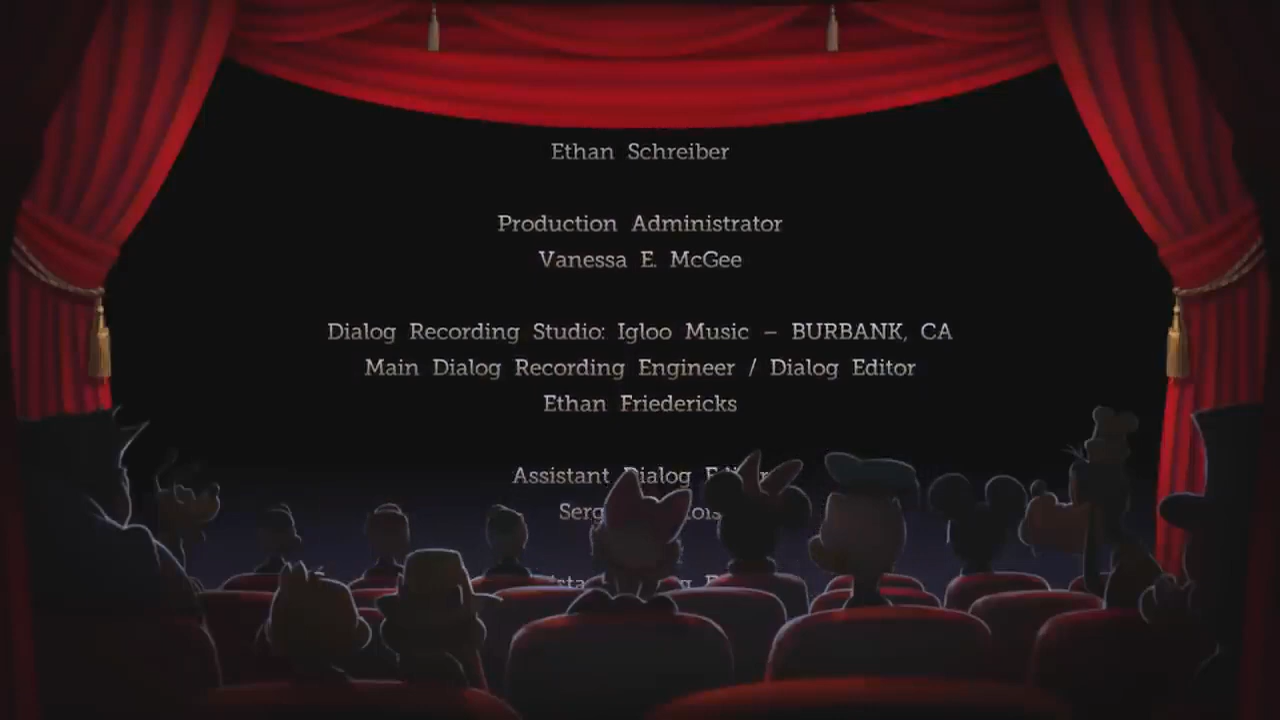 Ethan Schreiber
Production Administrator
Vanessa E. McGee
Dialog Recording Studio: Igloo Music – BURBANK, CA
Main Dialog Recording Engineer / Dialog Editor
Ethan Friedericks
Assistant Dialog